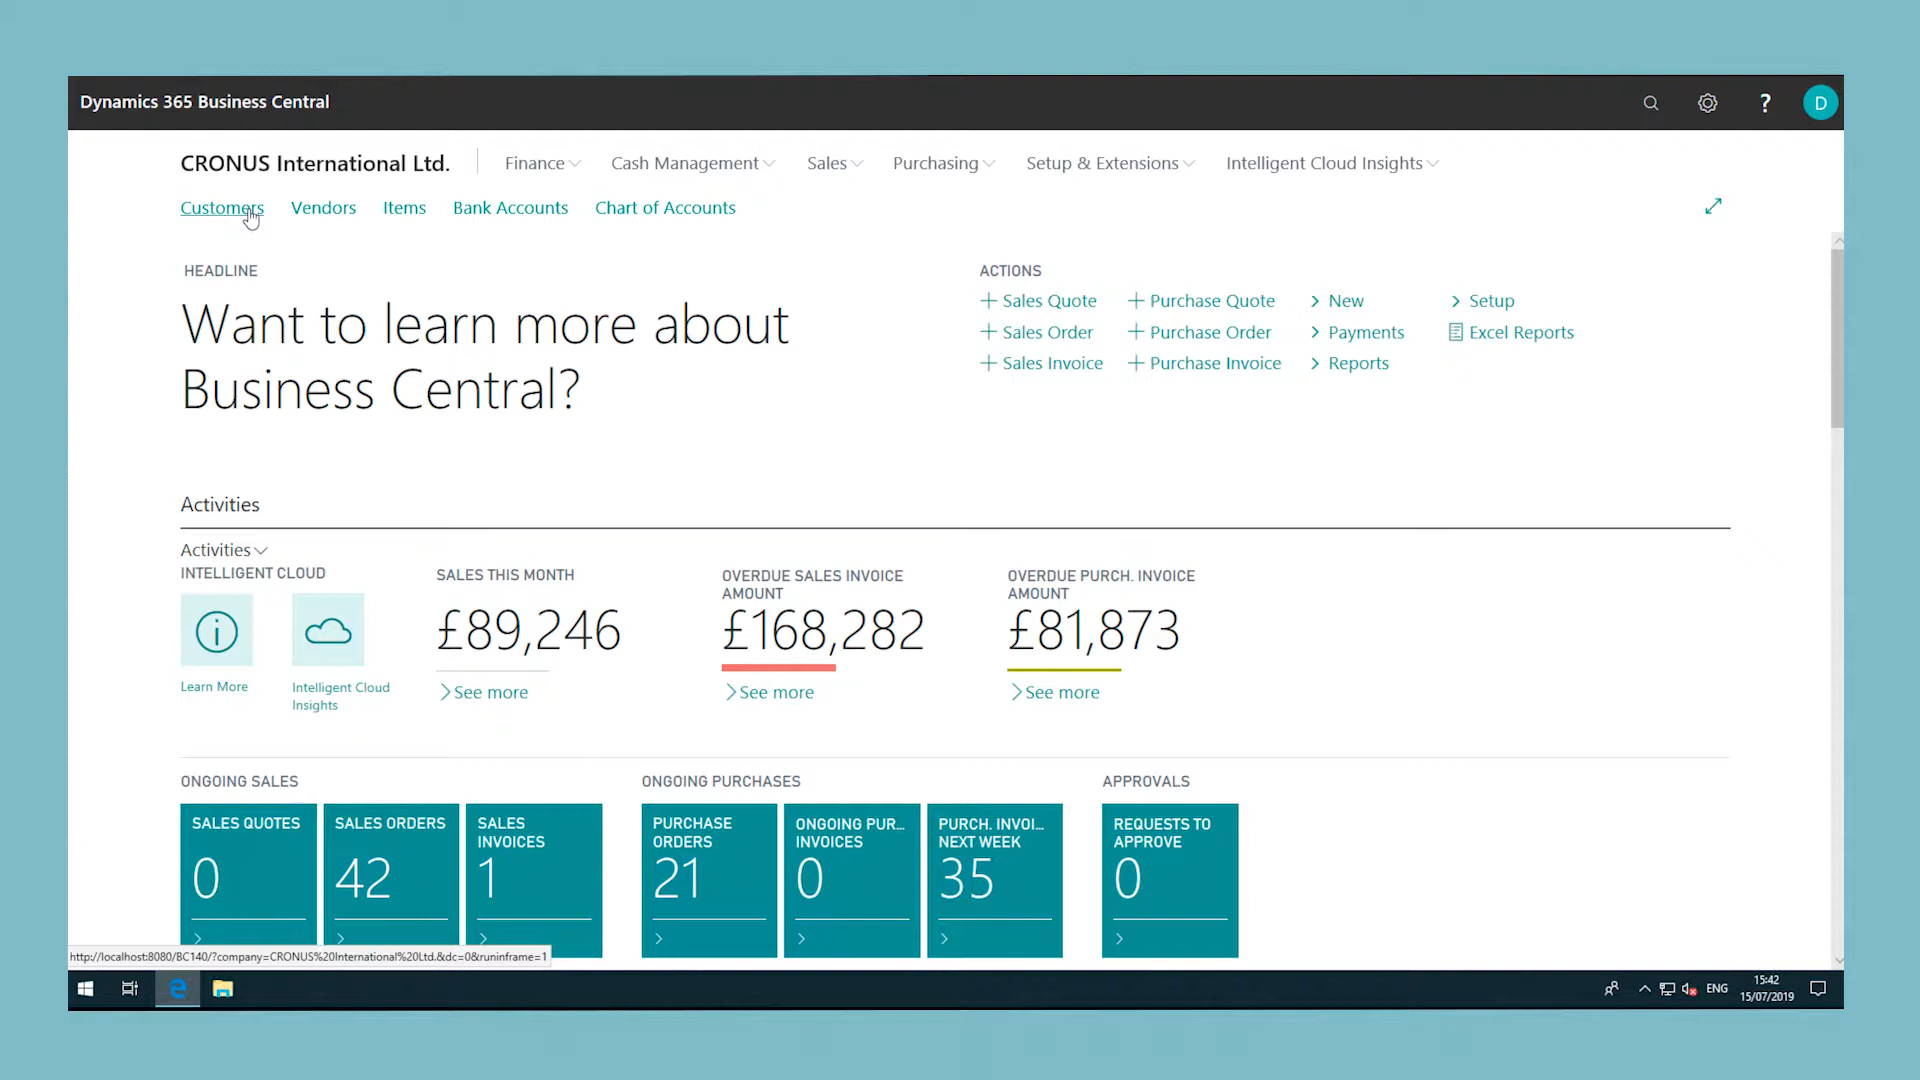 Dynamics 365 Business Central
?
D
CRONUS International Ltd.
Finance
Cash Management
Sales
Purchasing
Setup & Extensions
Intelligent Cloud Insights
Customers
Vendors
Items
Bank Accounts
Chart of Accounts
HEADLINE
Want to learn more about
Business Central?
ACTIONS
Sales Quote
Purchase Quote
New
Setup
Sales Order
Purchase Order
Payments
Excel Reports
Sales Invoice
Purchase Invoice
Reports
Activities
Activities
INTELLIGENT CLOUD
Learn More
Intelligent Cloud
Insights
SALES THIS MONTH
£89,246
See more
OVERDUE SALES INVOICE
AMOUNT
£168,282
See more
OVERDUE PURCH. INVOICE
AMOUNT
£81,873
See more
ONGOING SALES
SALES QUOTES
0
SALES ORDERS
42
SALES
INVOICES
1
ONGOING PURCHASES
PURCHASE
ORDERS
21
ONGOING PUR...
INVOICES
0
PURCH. INVOI...
NEXT WEEK
35
APPROVALS
REQUESTS TO
APPROVE
0
http://localhost:8080/BC140/?company=CRONUS%20International%20Ltd.&dc=0&runinframe=1
ENG
15:42
15/07/2019